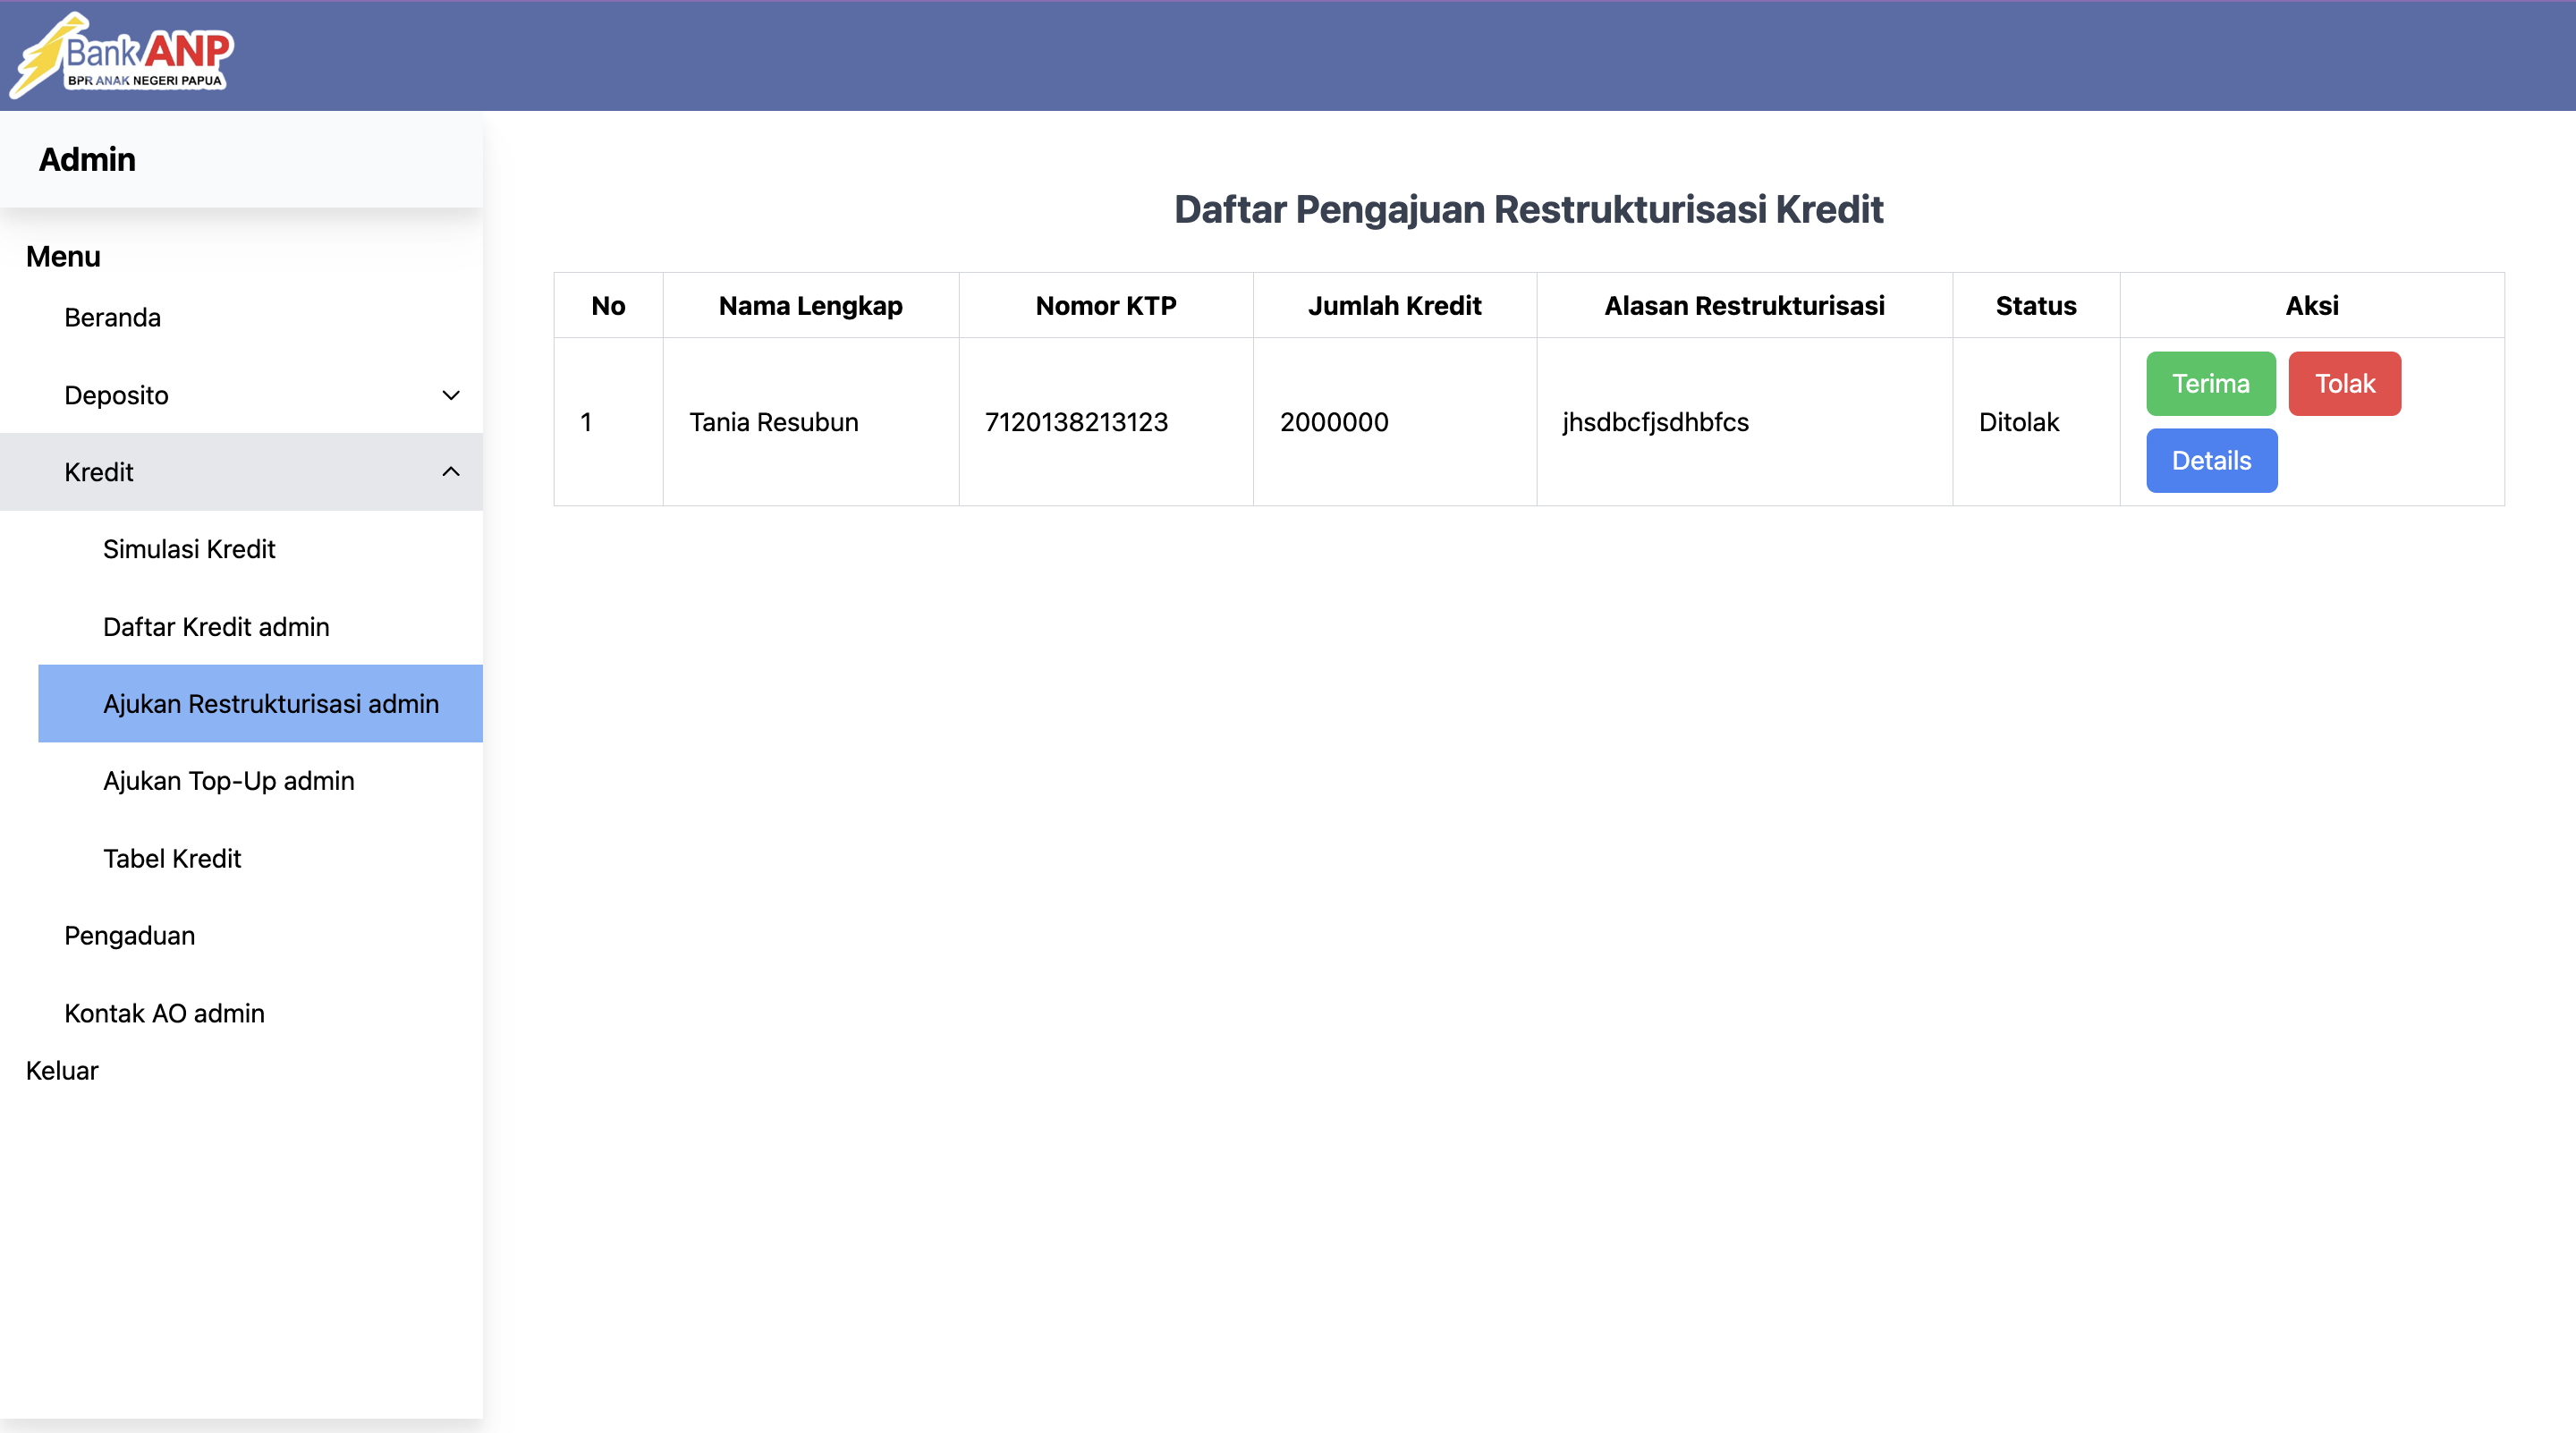 Bank ANP
BPR ANAK NEGERI PAPUA
Admin
Menu
Beranda
Deposito
Kredit
Simulasi Kredit
Daftar Kredit admin
Ajukan Restrukturisasi admin
Ajukan Top-Up admin
Tabel Kredit
Pengaduan
Kontak AO admin
Keluar
Daftar Pengajuan Restrukturisasi Kredit
No Nama Lengkap Nomor KTP Jumlah Kredit Alasan Restrukturisasi Status Aksi
1 Tania Resubun 7120138213123 2000000 jhsdbcfjsdhbfcs Ditolak Terima Tolak
Details